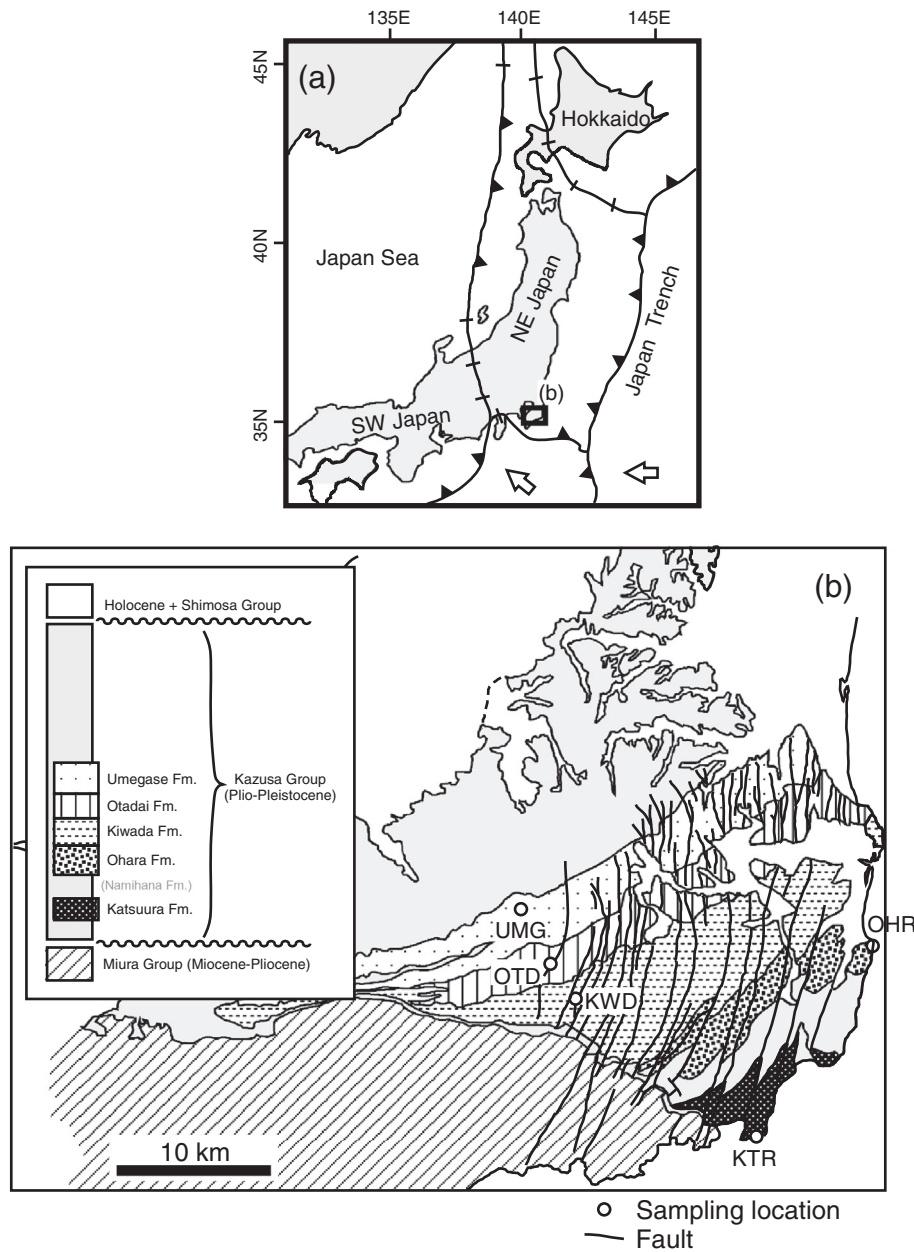 135E 140E 145E
45N
(a)
Hokkaido
40N
Japan Sea
NE Japan
Japan Trench
(b)
35N
SW Japan
(b)
Holocene + Shimosa Group
Umegase Fm.
Otadai Fm.
Kazusa Group
(Plio-Pleistocene)
Kiwada Fm.
Ohara Fm.
(Namihana Fm.)
Katsuura Fm.
Miura Group (Miocene-Pliocene)
UMG
OHR
OTD
KWD
10 km
KTR
Sampling location
Fault